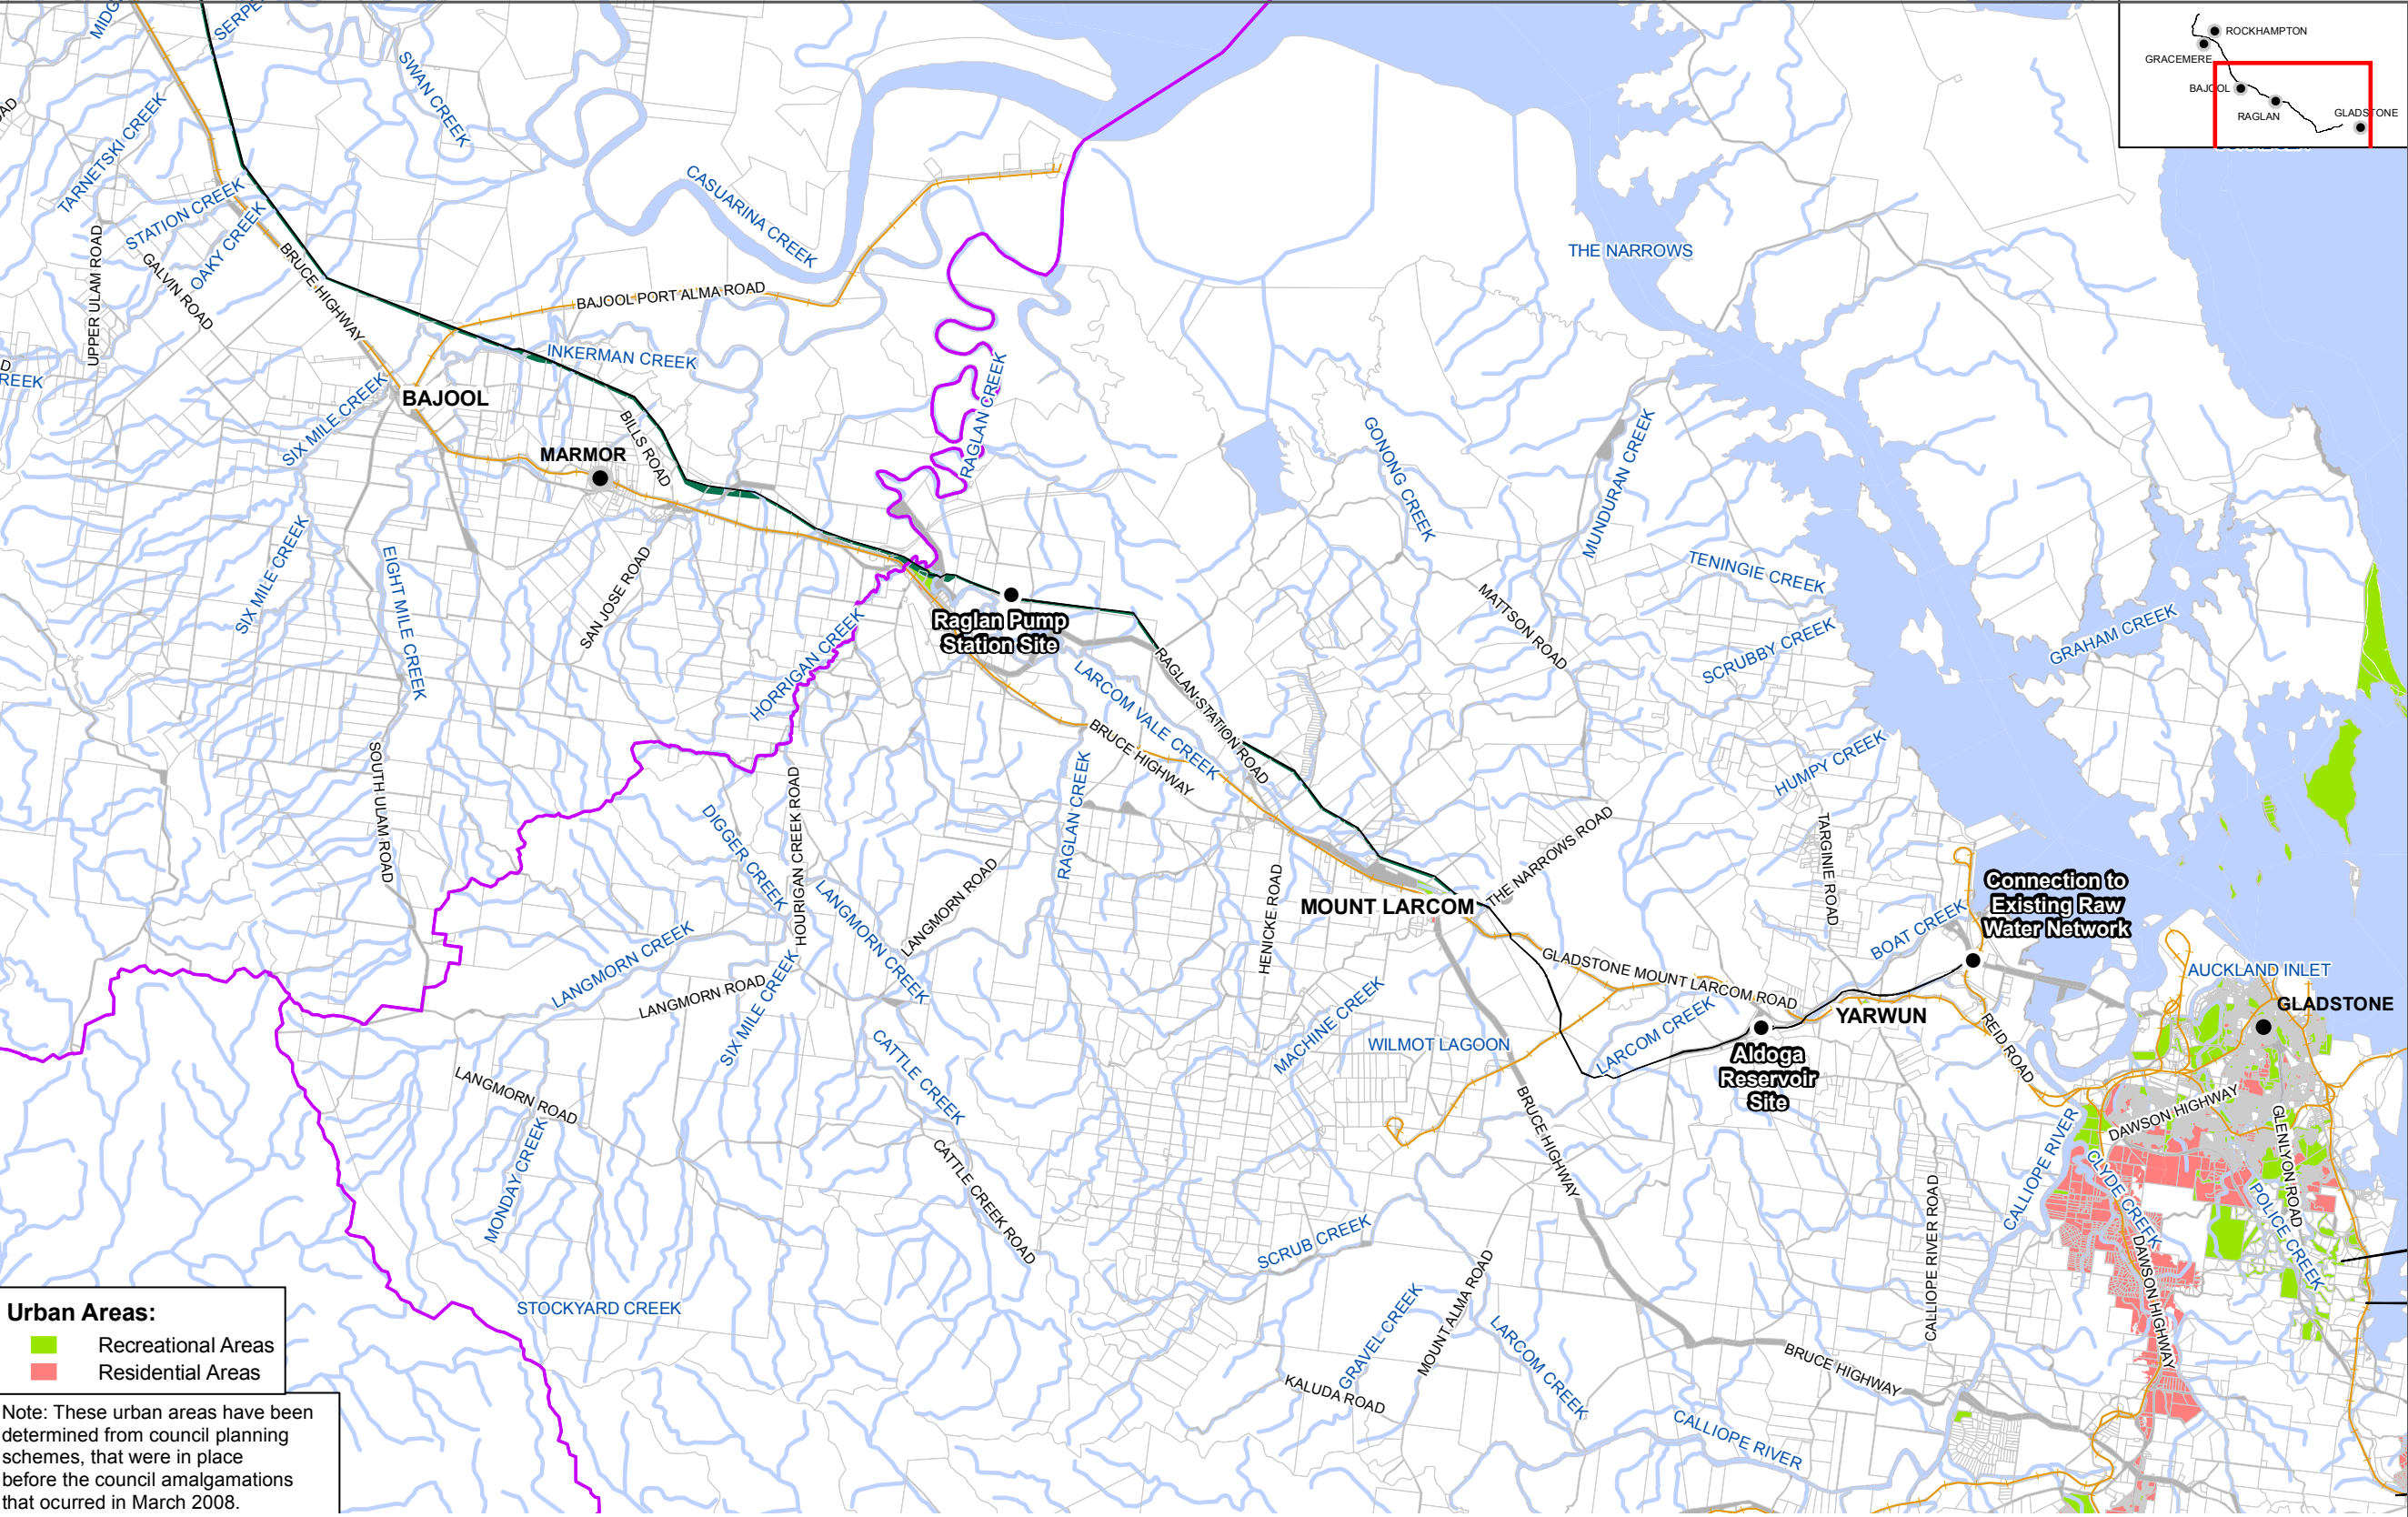 SWAN CREEK
TARNETSKI CREEK
STATION CREEK
OAKY CREEK
UPPER ULAM ROAD
GALVIN ROAD
BRUCE HIGHWAY
CASUARINA CREEK
BAJOOL PORT ALMA ROAD
INKERMAN CREEK
THE NARROWS
ROCKHAMPTON
GRACEMERE
BAJOOL
RAGLAN
GLADSTONE
REEK
SIX MILE CREEK
BAJOOL
MARMOR
BILLS ROAD
RAGLAN CREEK
GONONG CREEK
MUNDURAN CREEK
SIX MILE CREEK
EIGHT MILE CREEK
SAN JOSE ROAD
HORRIGAN CREEK
Raglan Pump
Station Site
TENINGIE CREEK
MATTSON ROAD
SCRUBBY CREEK
GRAHAM CREEK
LARCOM VALE CREEK
RAGLAN STATION ROAD
BRUCE HIGHWAY
HUMPY CREEK
SOUTH ULAM ROAD
DIGGER CREEK
HOURIGAN CREEK ROAD
RAGLAN CREEK
LANGMORN CREEK
LANGMORN ROAD
HENICKE ROAD
MOUNT LARCOM
THE NARROWS ROAD
TARGINIE ROAD
Connection to
Existing Raw
Water Network
BOAT CREEK
LANGMORN CREEK
LANGMORN ROAD
SIX MILE CREEK
GLADSTONE MOUNT LARCOM ROAD
AUCKLAND INLET
GLADSTONE
MACHINE CREEK
WILMOT LAGOON
LARCOM CREEK
YARWUN
REID ROAD
Aldoga
Reservoir
Site
CATTLE CREEK
LANGMORN ROAD
MONDAY CREEK
CATTLE CREEK ROAD
BRUCE HIGHWAY
DAWSON HIGHWAY
GLENLYON ROAD
CALLIOPE RIVER
CLYDE CREEK
POLICE CREEK
CALLIOPE RIVER ROAD
DAWSON HIGHWAY
SCRUB CREEK
MOUNT ALMA ROAD
GRAVEL CREEK
LARCOM CREEK
STOCKYARD CREEK
KALUDA ROAD
BRUCE HIGHWAY
CALLIOPE RIVER
Urban Areas:
Recreational Areas
Residential Areas
Note: These urban areas have been
determined from council planning
schemes, that were in place
before the council amalgamations
that ocurred in March 2008.